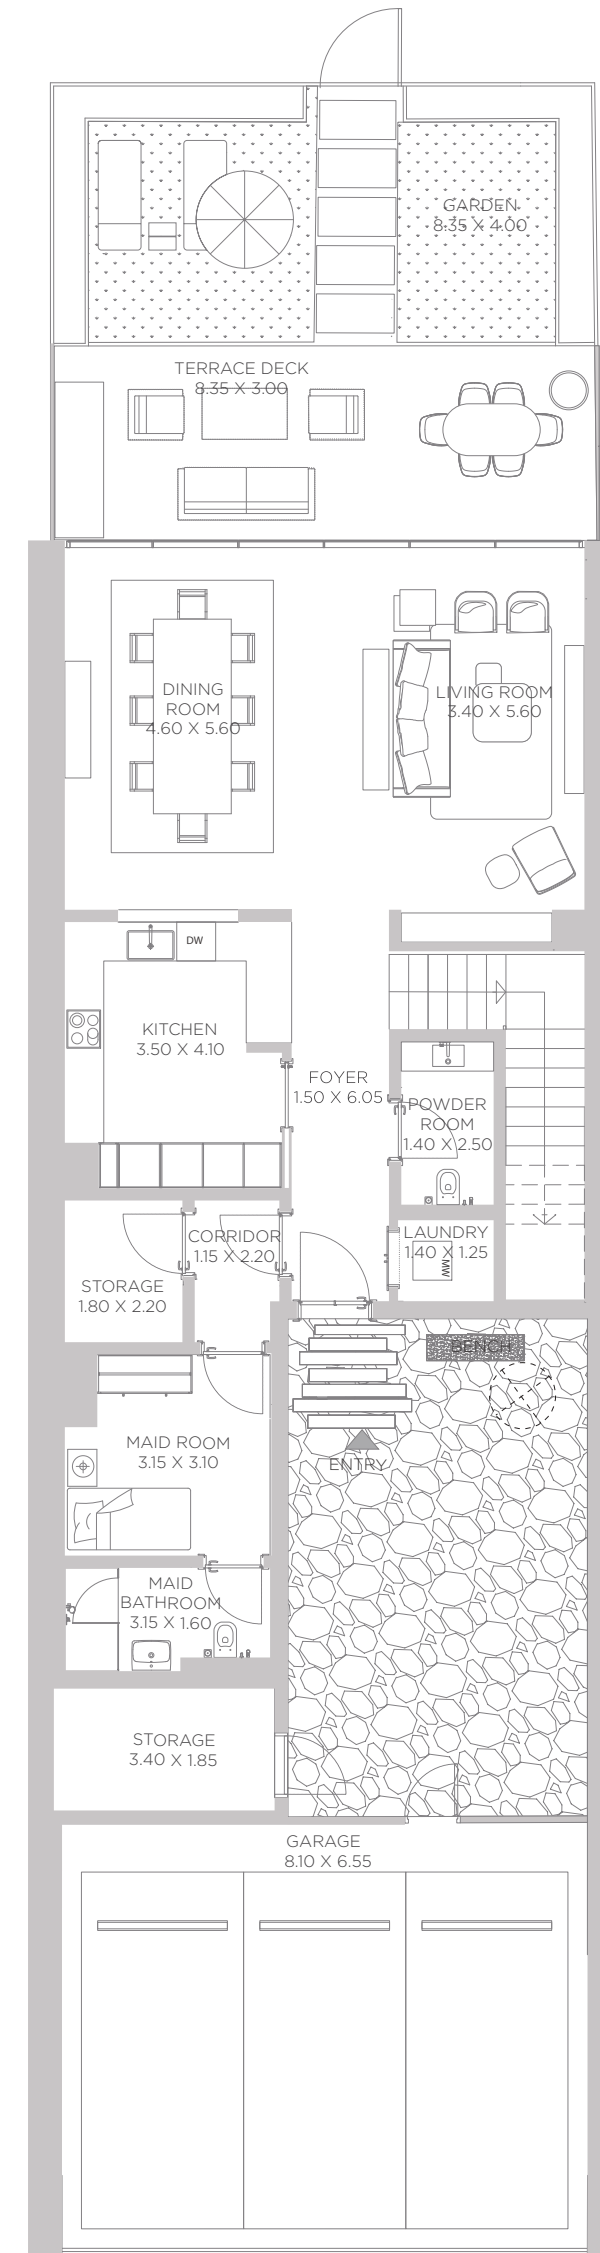 GARDEN
8.35 X 4.00
TERRACE DECK
8.35 X 3.00
DINING
ROOM
4.60 X 5.60
LIVING ROOM
3.40 X 5.60
DW
KITCHEN
3.50 X 4.10
FOYER
1.50 X 6.05
POWDER
ROOM
1.40 X 2.50
CORRIDOR
1.15 X 2.20
LAUNDRY
1.40 X 1.25
MW
STORAGE
1.80 X 2.20
BENCH
MAID ROOM
3.15 X 3.10
ENTRY
MAID
BATHROOM
3.15 X 1.60
STORAGE
3.40 X 1.85
GARAGE
8.10 X 6.55